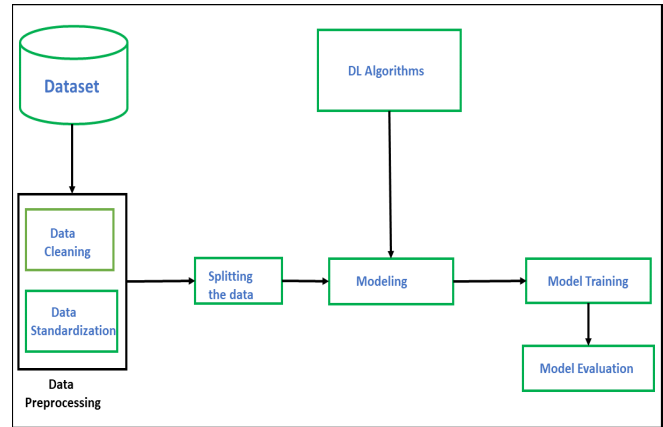 Dataset
DL Algorithms
Data
Cleaning
Data
Standardization
Data
Preprocessing
Splitting
the data
Modeling
Model Training
Model Evaluation